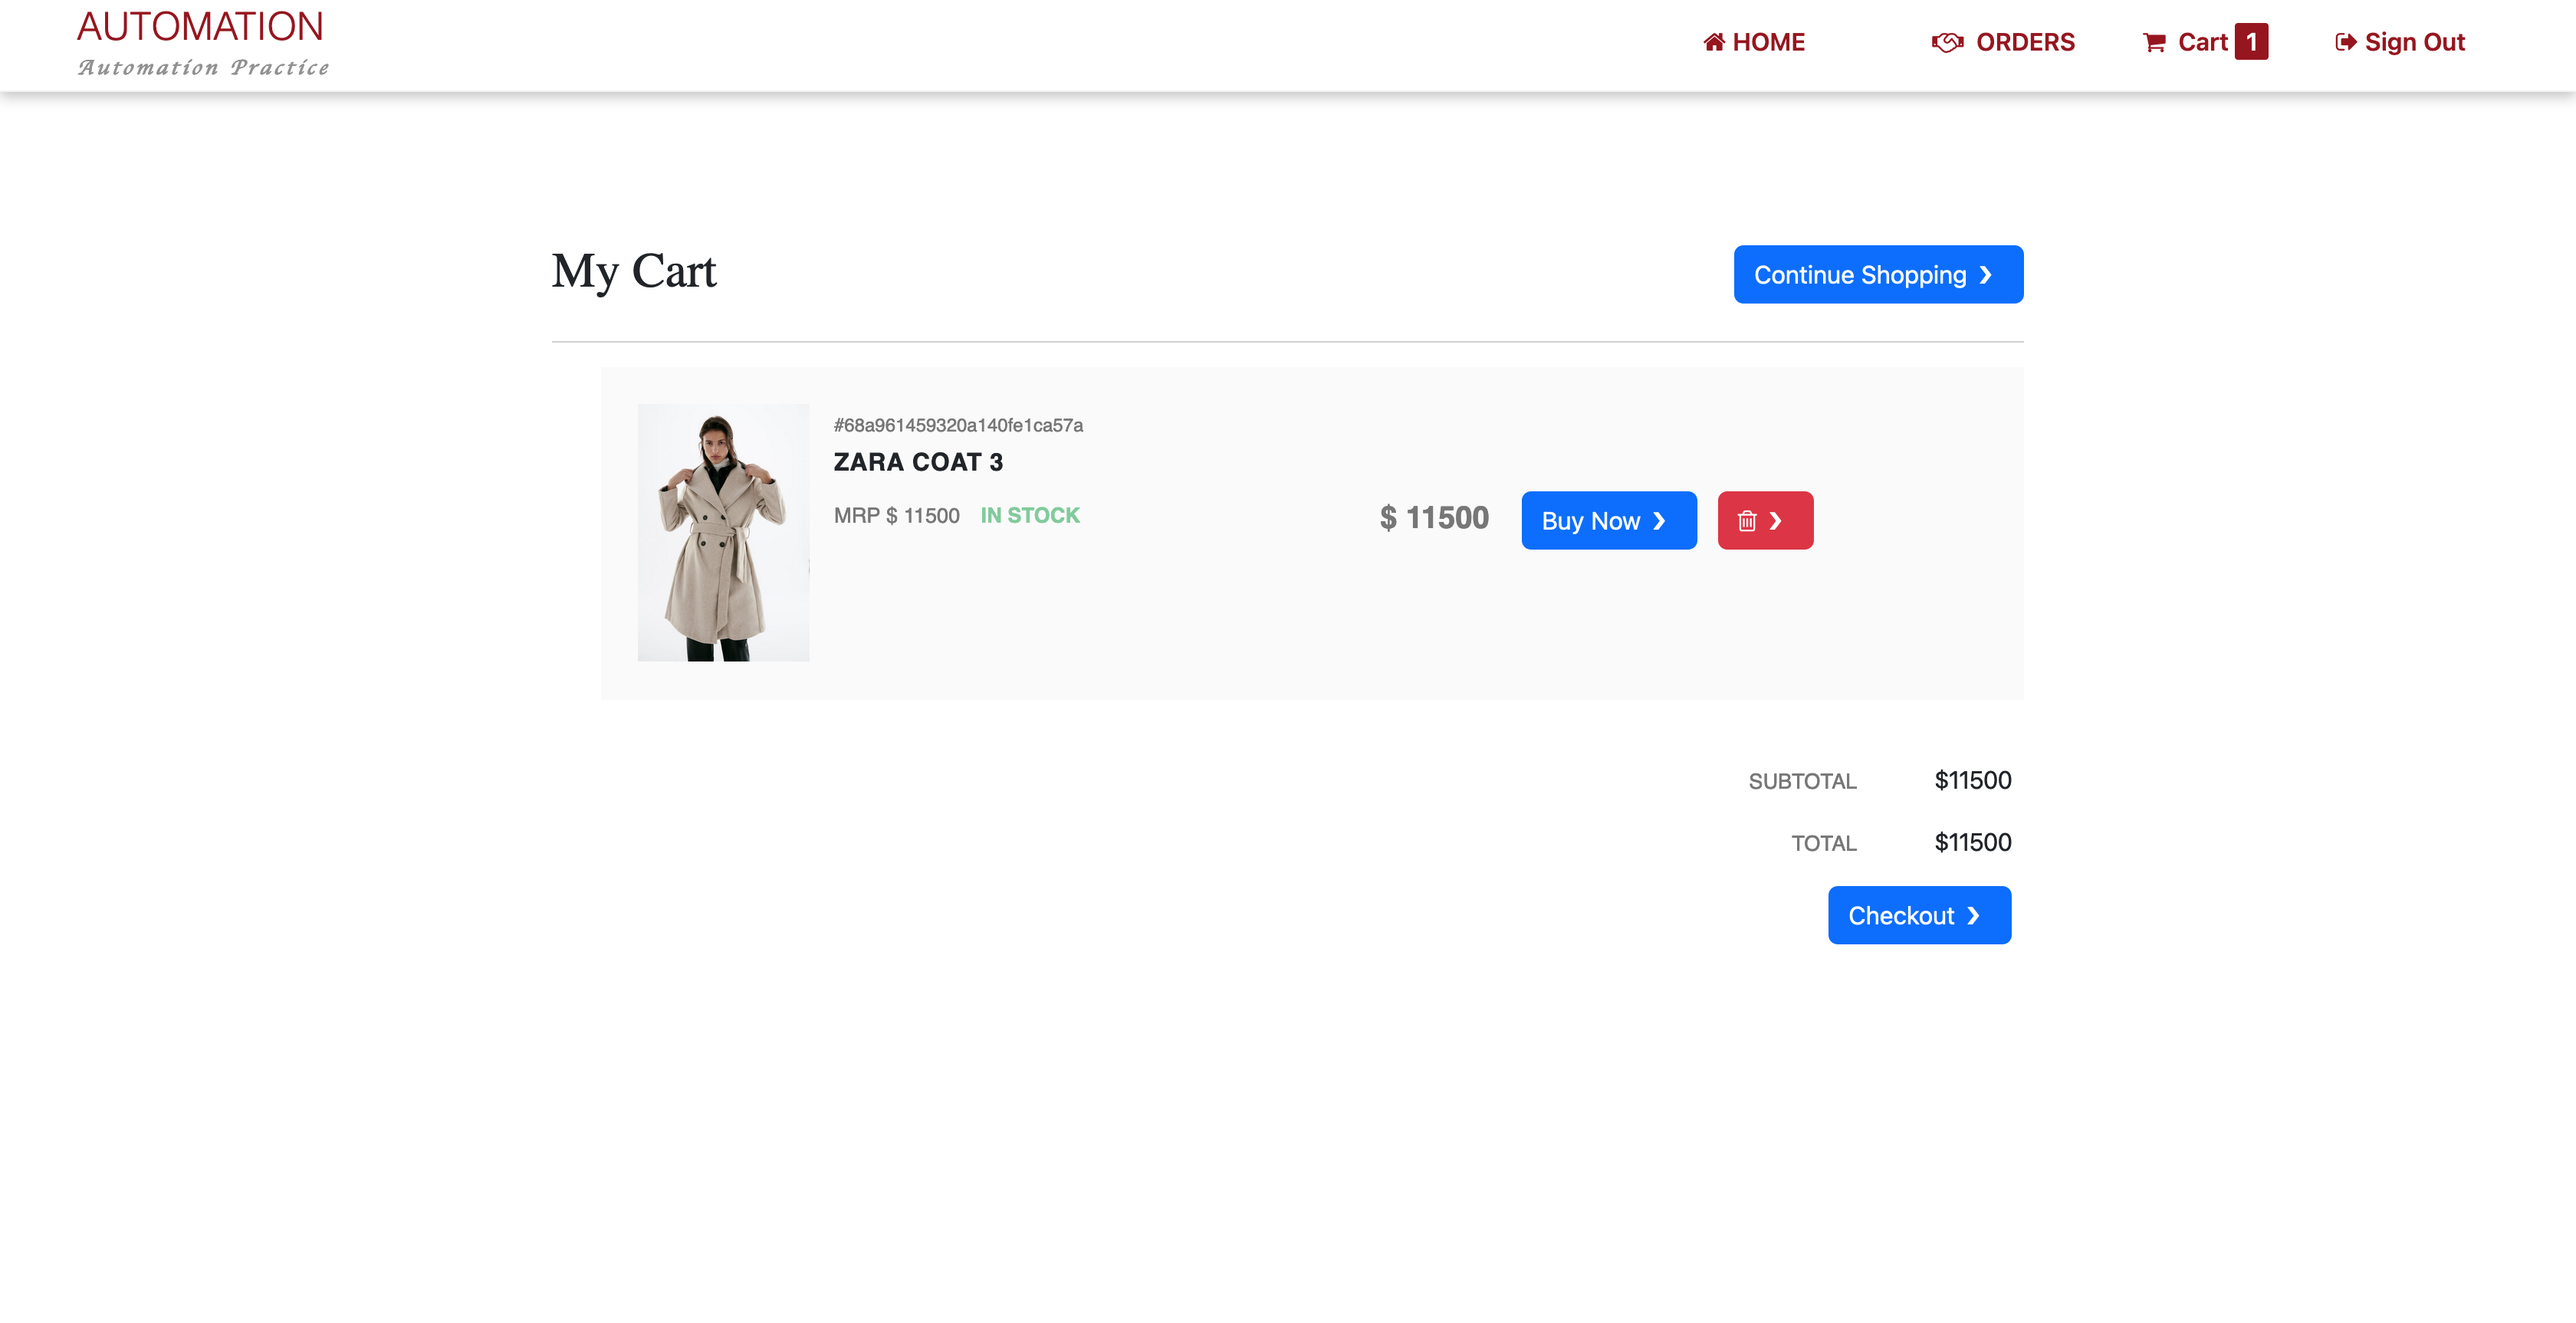 AUTOMATION
Automation Practice
HOME
ORDERS
Cart 1
Sign Out
My Cart
Continue Shopping ❯
#68a961459320a140fe1ca57a
ZARA COAT 3
MRP $ 11500 IN STOCK
$ 11500
Buy Now ❯
❯
SUBTOTAL $11500
TOTAL $11500
Checkout ❯